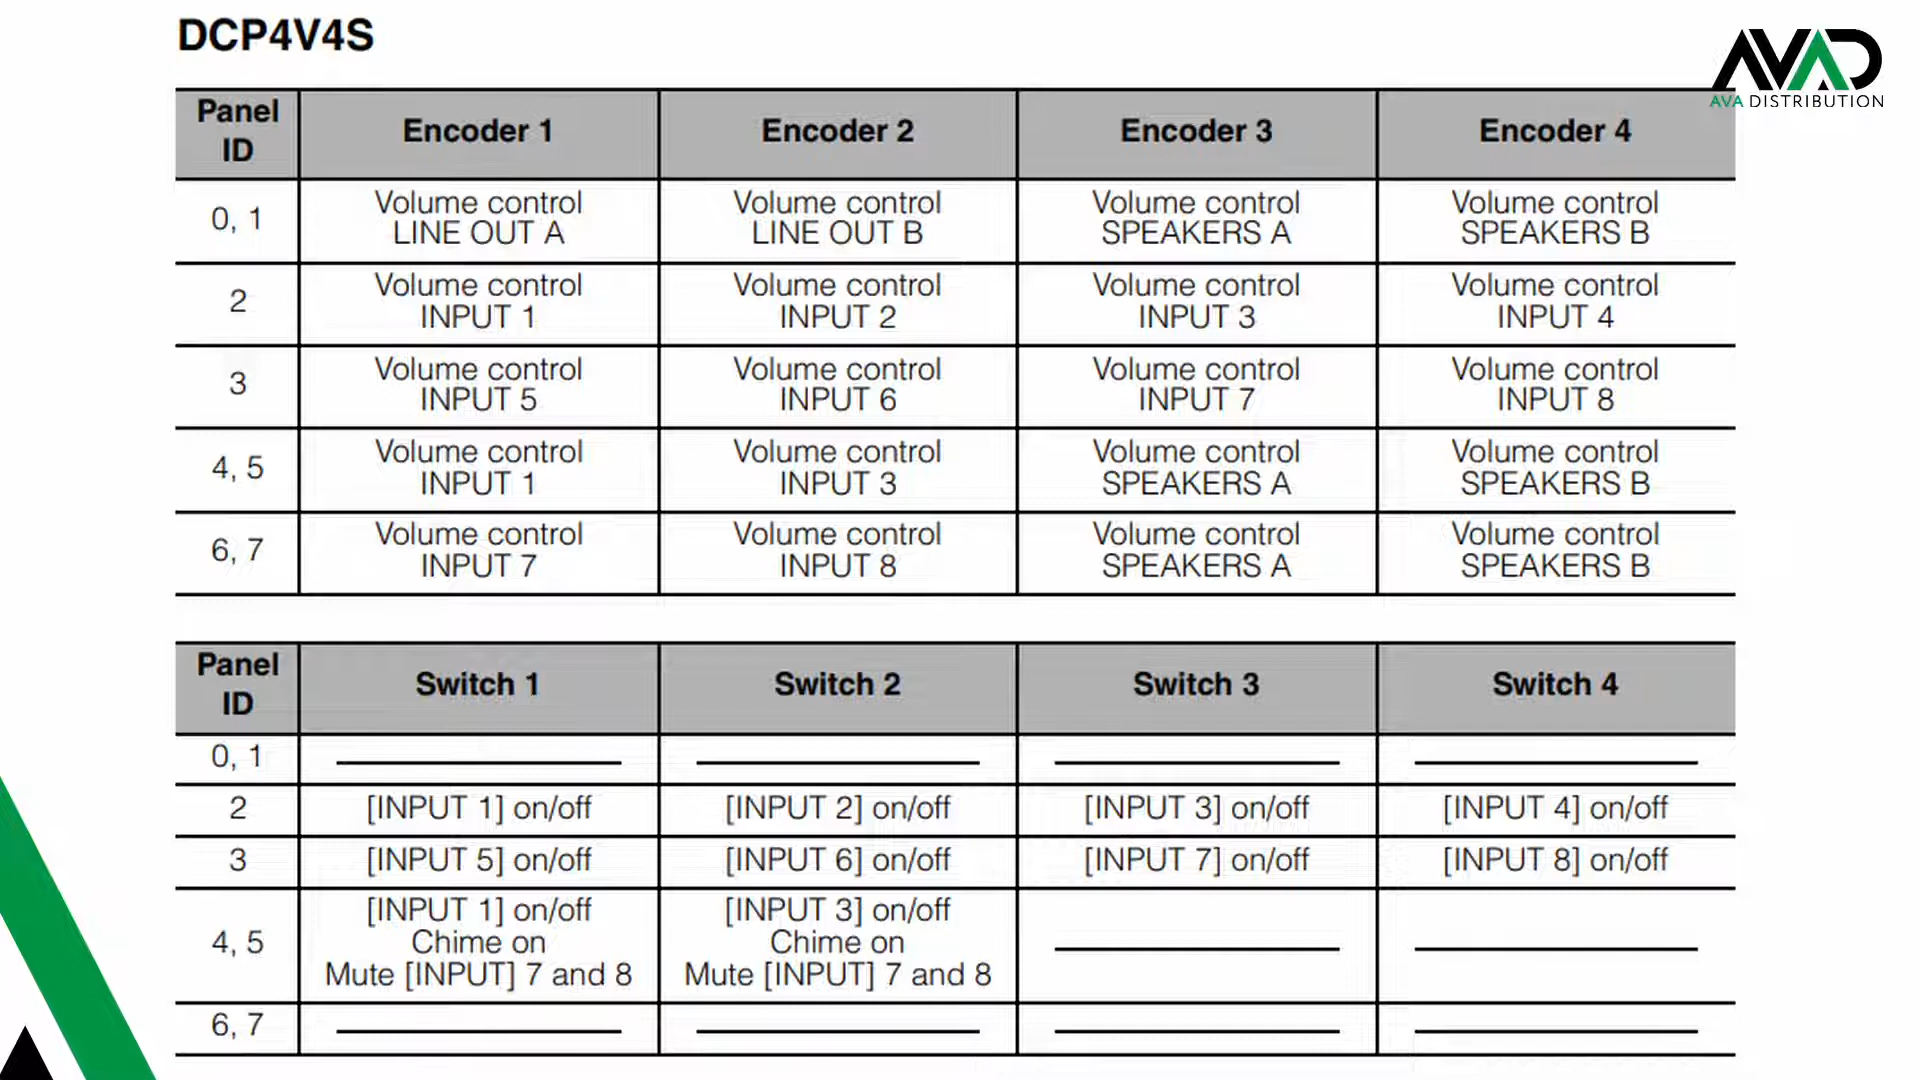 DCP4V4S
AVAD
AVA DISTRIBUTION
Panel ID Encoder 1 Encoder 2 Encoder 3 Encoder 4
0, 1 Volume control LINE OUT A Volume control LINE OUT B Volume control SPEAKERS A Volume control SPEAKERS B
2 Volume control INPUT 1 Volume control INPUT 2 Volume control INPUT 3 Volume control INPUT 4
3 Volume control INPUT 5 Volume control INPUT 6 Volume control INPUT 7 Volume control INPUT 8
4, 5 Volume control INPUT 1 Volume control INPUT 3 Volume control SPEAKERS A Volume control SPEAKERS B
6, 7 Volume control INPUT 7 Volume control INPUT 8 Volume control SPEAKERS A Volume control SPEAKERS B
Panel ID Switch 1 Switch 2 Switch 3 Switch 4
0, 1
2 [INPUT 1] on/off [INPUT 2] on/off [INPUT 3] on/off [INPUT 4] on/off
3 [INPUT 5] on/off [INPUT 6] on/off [INPUT 7] on/off [INPUT 8] on/off
4, 5 [INPUT 1] on/off Chime on Mute [INPUT] 7 and 8 [INPUT 3] on/off Chime on Mute [INPUT] 7 and 8
6, 7